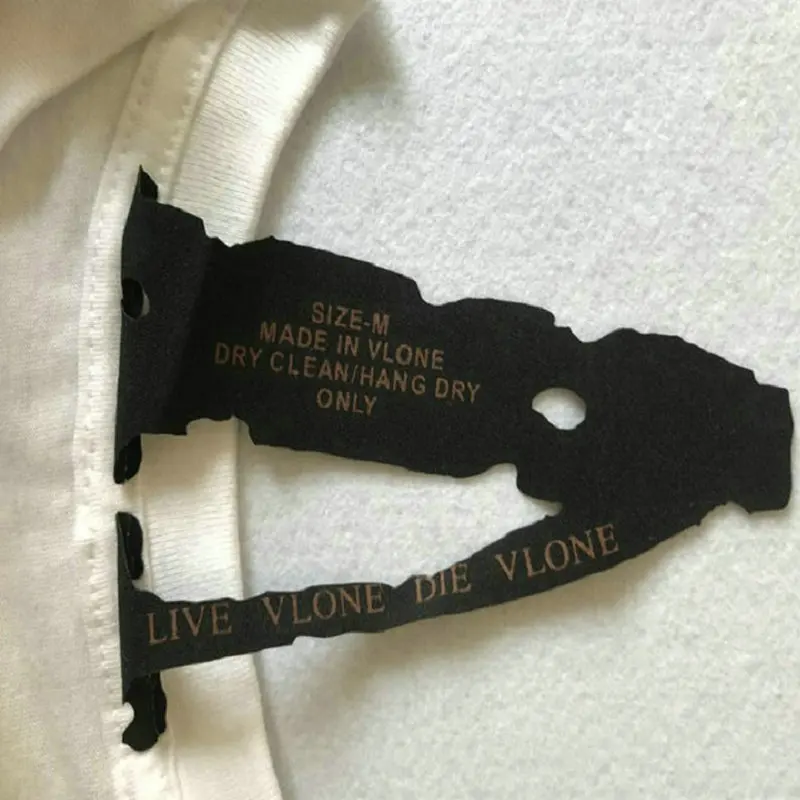 SIZE-M
MADE IN VLONE
DRY CLEAN/HANG DRY
ONLY
LIVE VLONE DIE VLONE